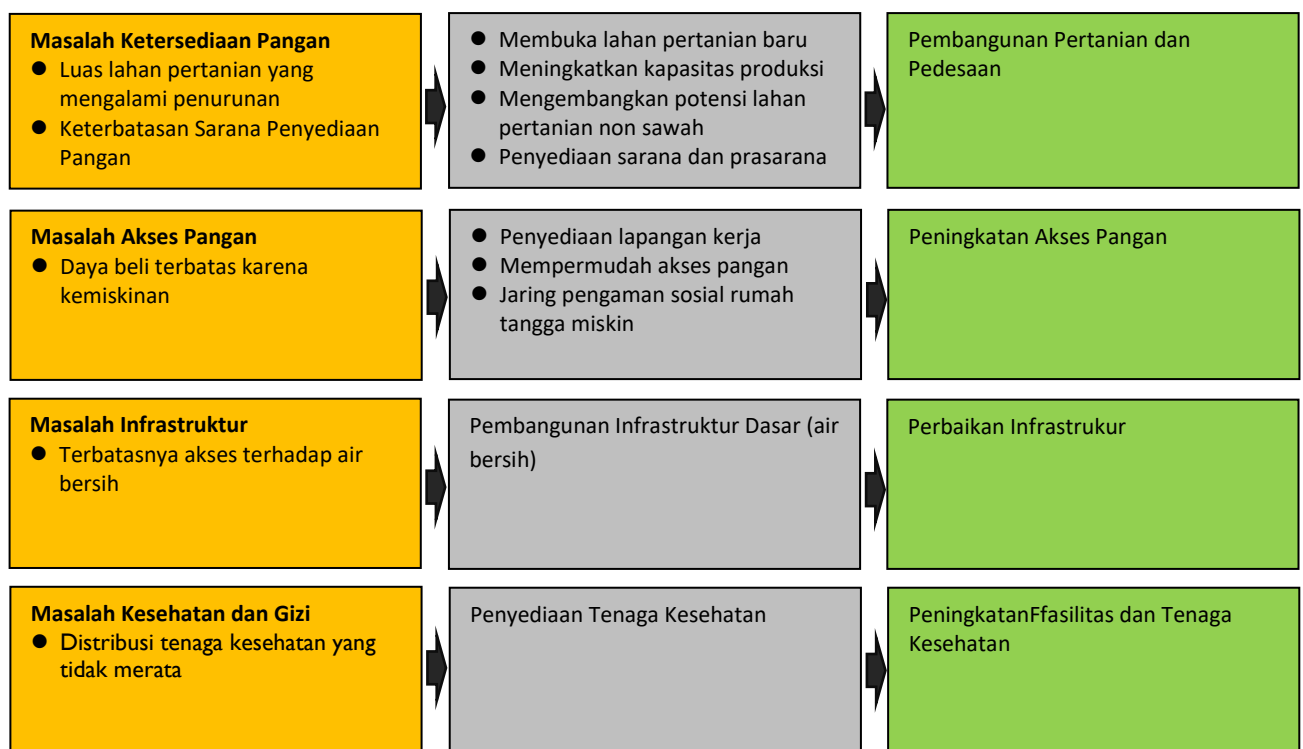 Masalah Ketersediaan Pangan
● Luas lahan pertanian yang
mengalami penurunan
● Keterbatasan Sarana Penyediaan
Pangan
● Membuka lahan pertanian baru
● Meningkatkan kapasitas produksi
● Mengembangkan potensi lahan
pertanian non sawah
● Penyediaan sarana dan prasarana
Pembangunan Pertanian dan
Pedesaan
Masalah Akses Pangan
● Daya beli terbatas karena
kemiskinan
● Penyediaan lapangan kerja
● Mempermudah akses pangan
● Jaring pengaman sosial rumah
tangga miskin
Peningkatan Akses Pangan
Masalah Infrastruktur
● Terbatasnya akses terhadap air
bersih
Pembangunan Infrastruktur Dasar (air
bersih)
Perbaikan Infrastrukur
Masalah Kesehatan dan Gizi
● Distribusi tenaga kesehatan yang
tidak merata
Penyediaan Tenaga Kesehatan
PeningkatanFfasilitas dan Tenaga
Kesehatan